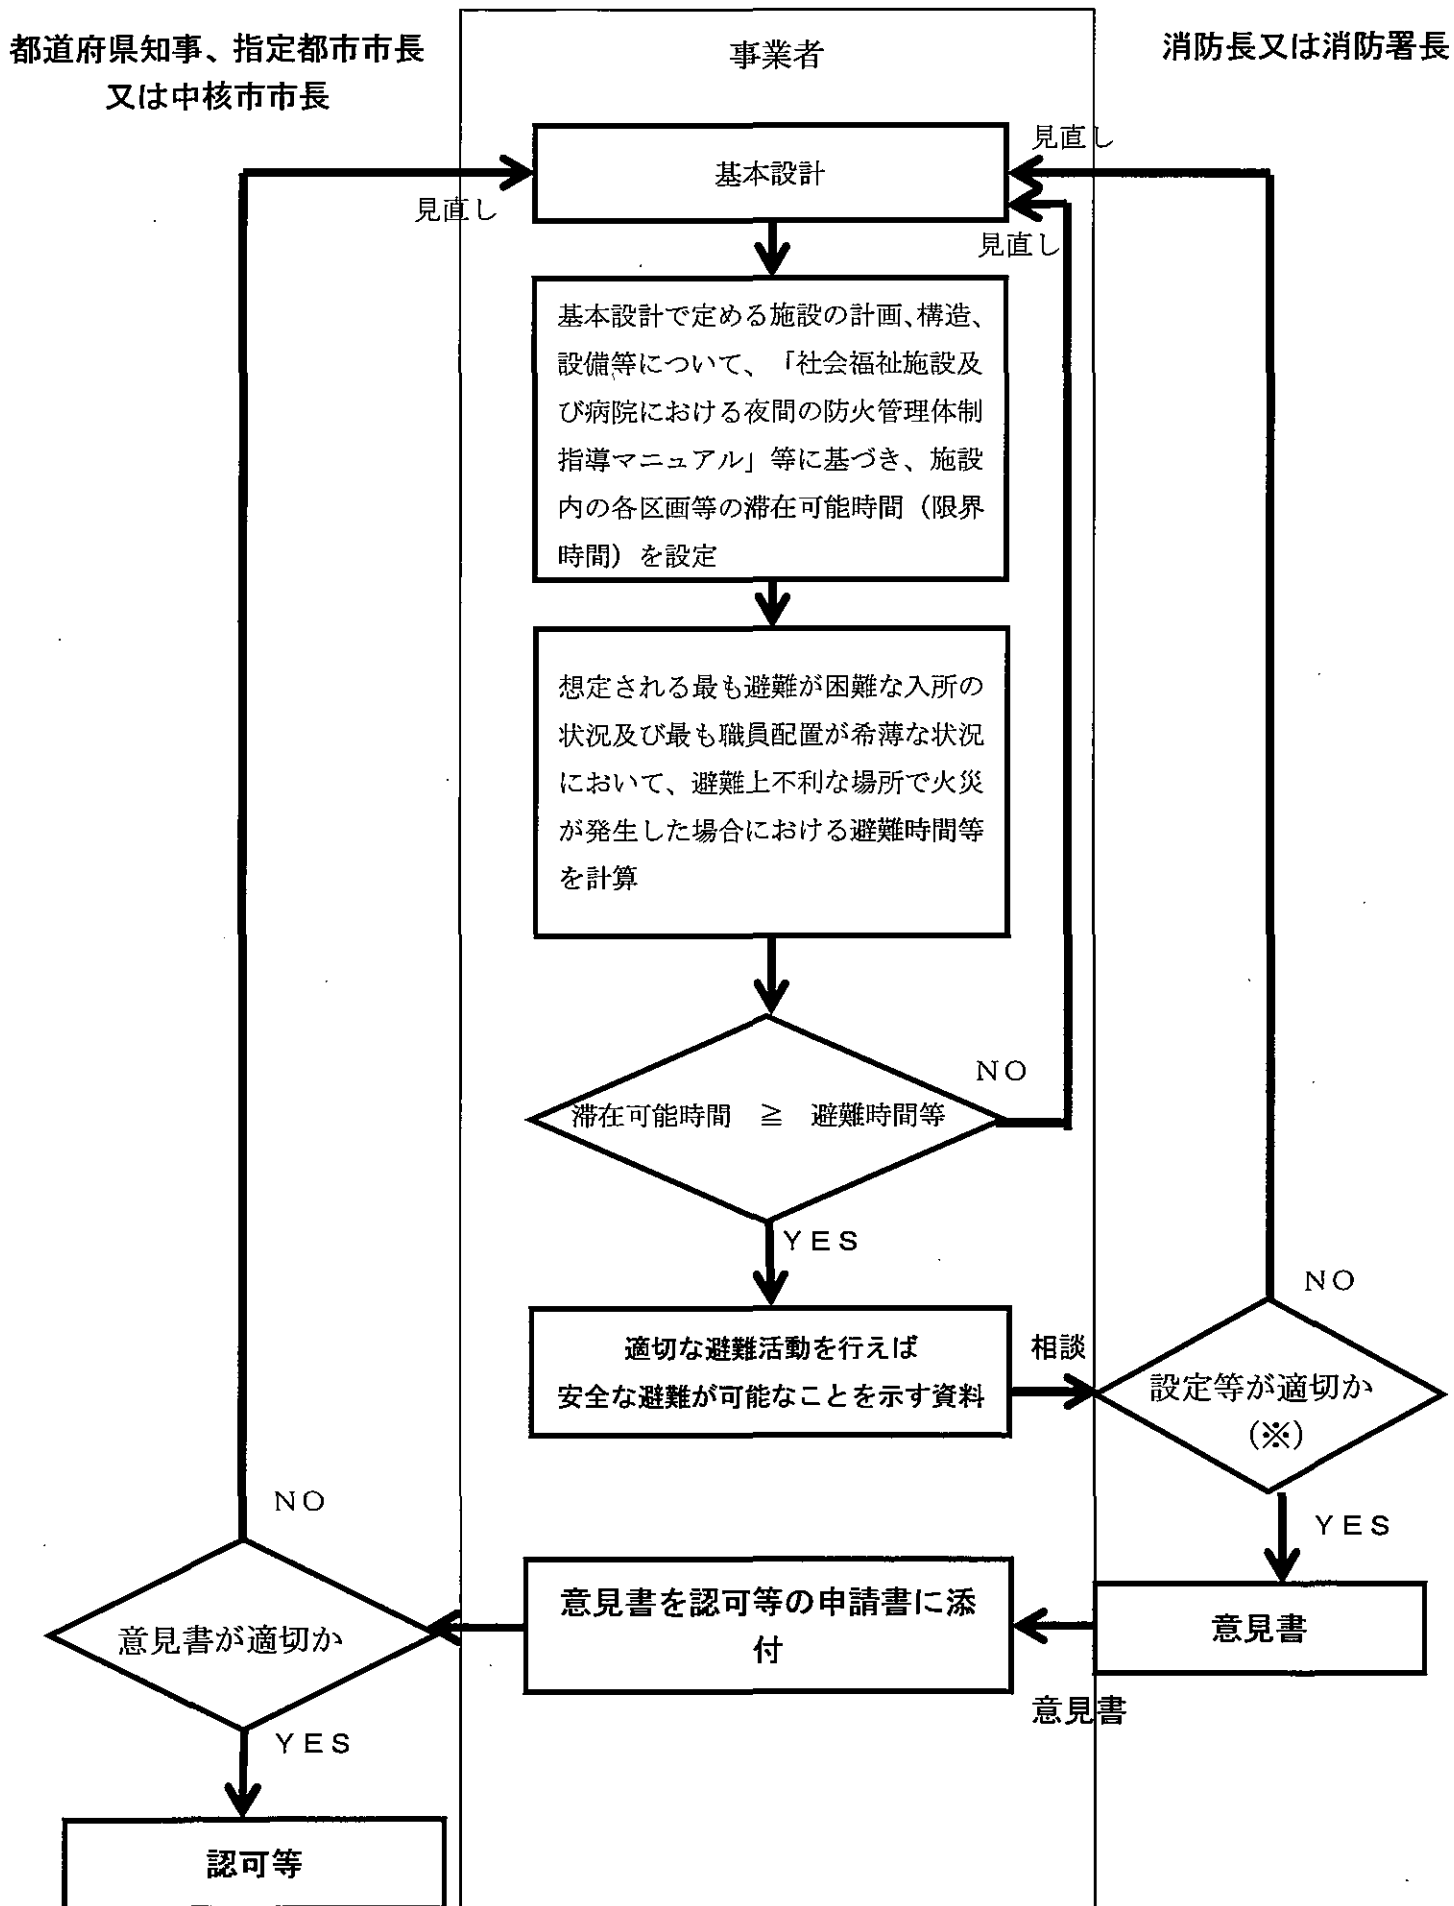 都道府県知事、指定都市市長
又は中核市市長
事業者
消防長又は消防署長
見直し
基本設計
見直し
見直し
基本設計で定める施設の計画、構造、
設備等について、「社会福祉施設及
び病院における夜間の防火管理体制
指導マニュアル」等に基づき、施設
内の各区画等の滞在可能時間（限界
時間）を設定
想定される最も避難が困難な入所の
状況及び最も職員配置が希薄な状況
において、避難上不利な場所で火災
が発生した場合における避難時間等
を計算
NO
滞在可能時間　≧　避難時間等
YES
NO
適切な避難活動を行えば
安全な避難が可能なことを示す資料
相談
設定等が適切か
（※）
NO
YES
意見書を認可等の申請書に添
付
意見書
意見書が適切か
意見書
YES
認可等